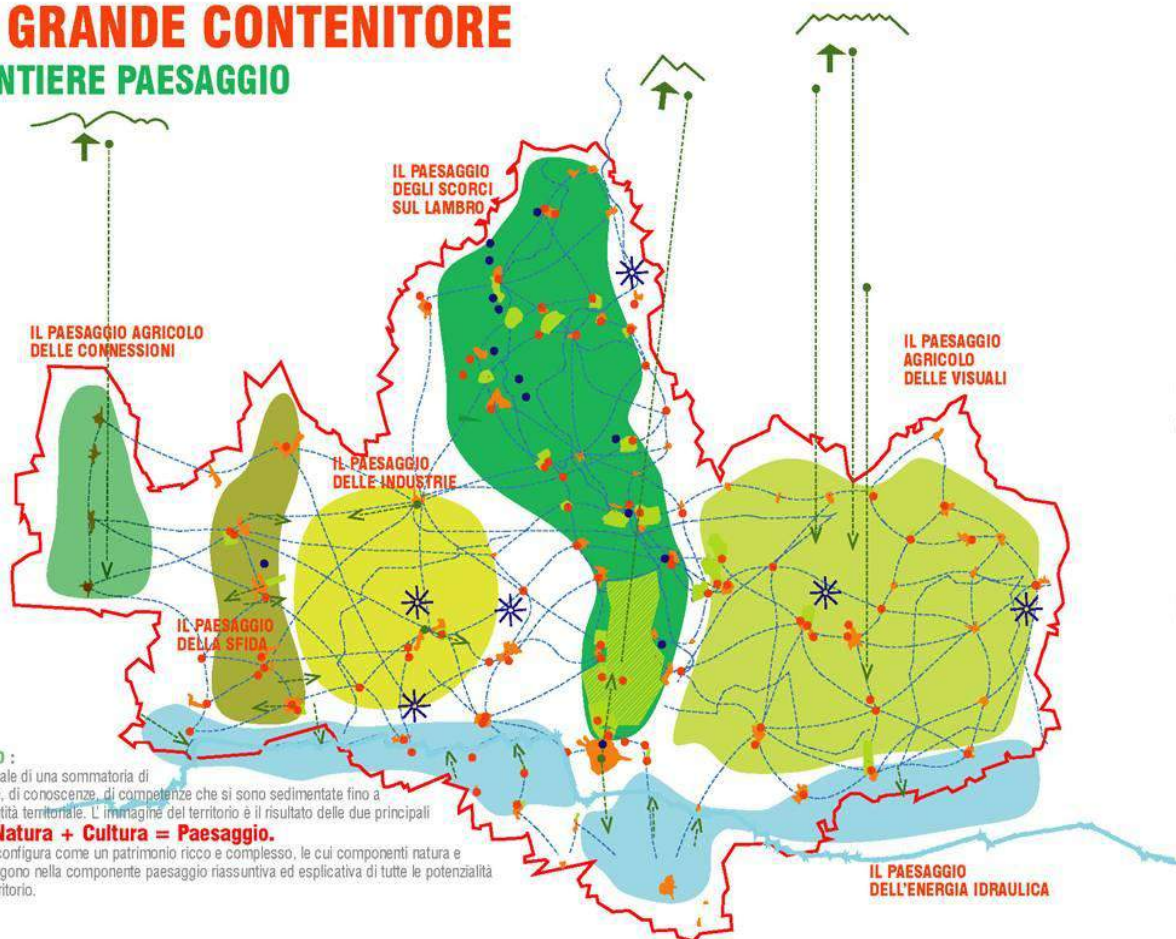 GRANDE CONTENITORE
NTIERE PAESAGGIO
IL PAESAGGIO
DEGLI SCORCI
SUL LAMBRO
IL PAESAGGIO AGRICOLO
DELLE CONNESSIONI
IL PAESAGGIO
AGRICOLO
DELLE VISUALI
IL PAESAGGIO
DELLE INDUSTRIE
IL PAESAGGIO
DELLA SFIDA
O :
ale di una sommatoria di
, di conoscenze, di competenze che si sono sedimentate fino a
tità territoriale. L' immagine del territorio è il risultato delle due principali
Natura + Cultura = Paesaggio.
configura come un patrimonio ricco e complesso, le cui componenti natura e
gono nella componente paesaggio riassuntiva ed esplicativa di tutte le potenzialità
ritorio.
IL PAESAGGIO
DELL'ENERGIA IDRAULICA